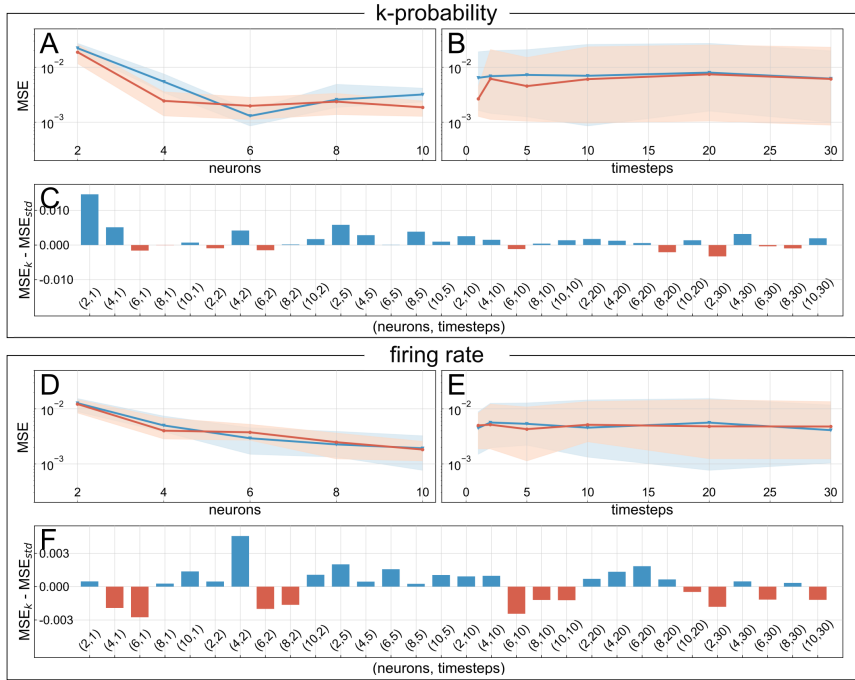 k-probability
A
B
10⁻²
10⁻³
MSE
2 4 6 8 10
neurons
10⁻²
10⁻³
0 5 10 15 20 25 30
timesteps
C
MSE_k - MSE_std
0.010
0.000
-0.010
(2,1) (4,1) (6,1) (8,1) (10,1) (2,2) (4,2) (6,2) (8,2) (10,2) (2,5) (4,5) (6,5) (8,5) (10,5) (2,10) (4,10) (6,10) (8,10) (10,10) (2,20) (4,20) (6,20) (8,20) (10,20) (2,30) (4,30) (6,30) (8,30) (10,30)
(neurons, timesteps)
firing rate
D
E
10⁻²
10⁻³
MSE
2 4 6 8 10
neurons
10⁻²
10⁻³
0 5 10 15 20 25 30
timesteps
F
MSE_k - MSE_std
0.003
0.000
-0.003
(2,1) (4,1) (6,1) (8,1) (10,1) (2,2) (4,2) (6,2) (8,2) (10,2) (2,5) (4,5) (6,5) (8,5) (10,5) (2,10) (4,10) (6,10) (8,10) (10,10) (2,20) (4,20) (6,20) (8,20) (10,20) (2,30) (4,30) (6,30) (8,30) (10,30)
(neurons, timesteps)